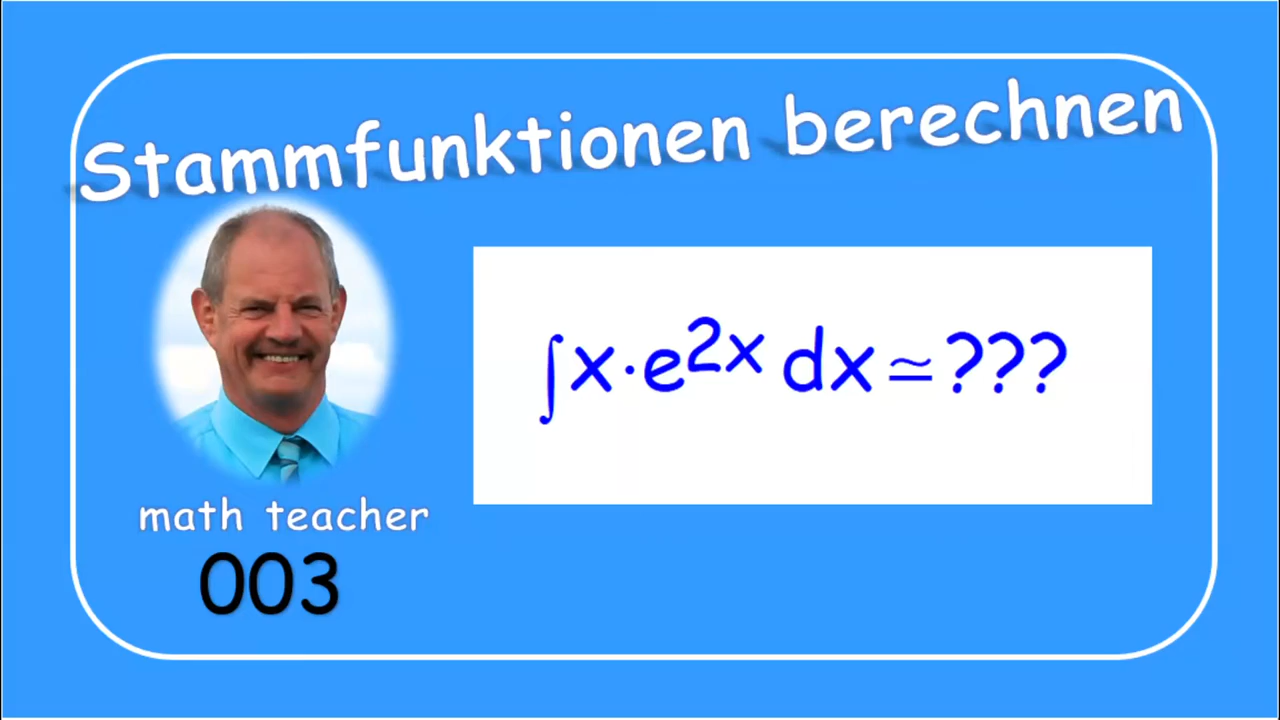 Stammfunktionen berechnen
∫x·e^2x dx≃???
math teacher
003